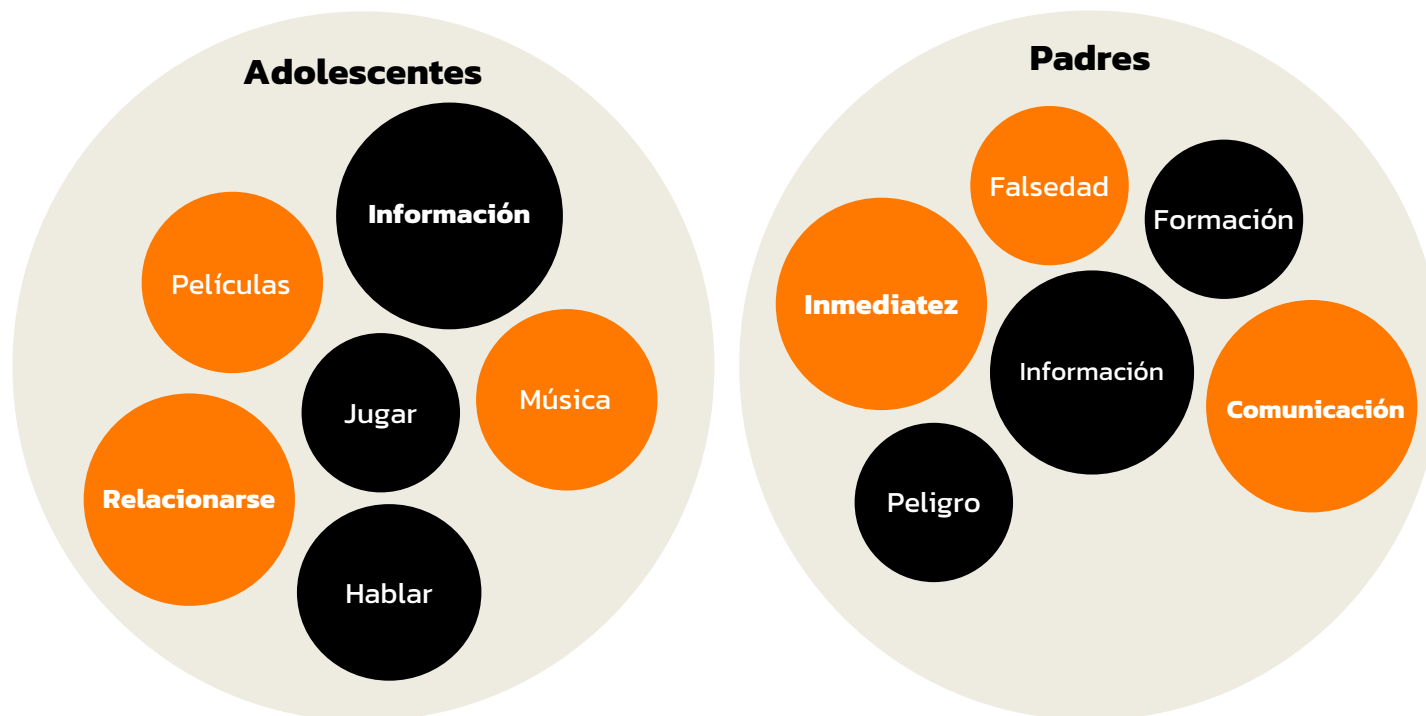 Adolescentes
Información
Películas
Música
Jugar
Relacionarse
Hablar
Padres
Falsedad
Formación
Inmediatez
Información
Comunicación
Peligro